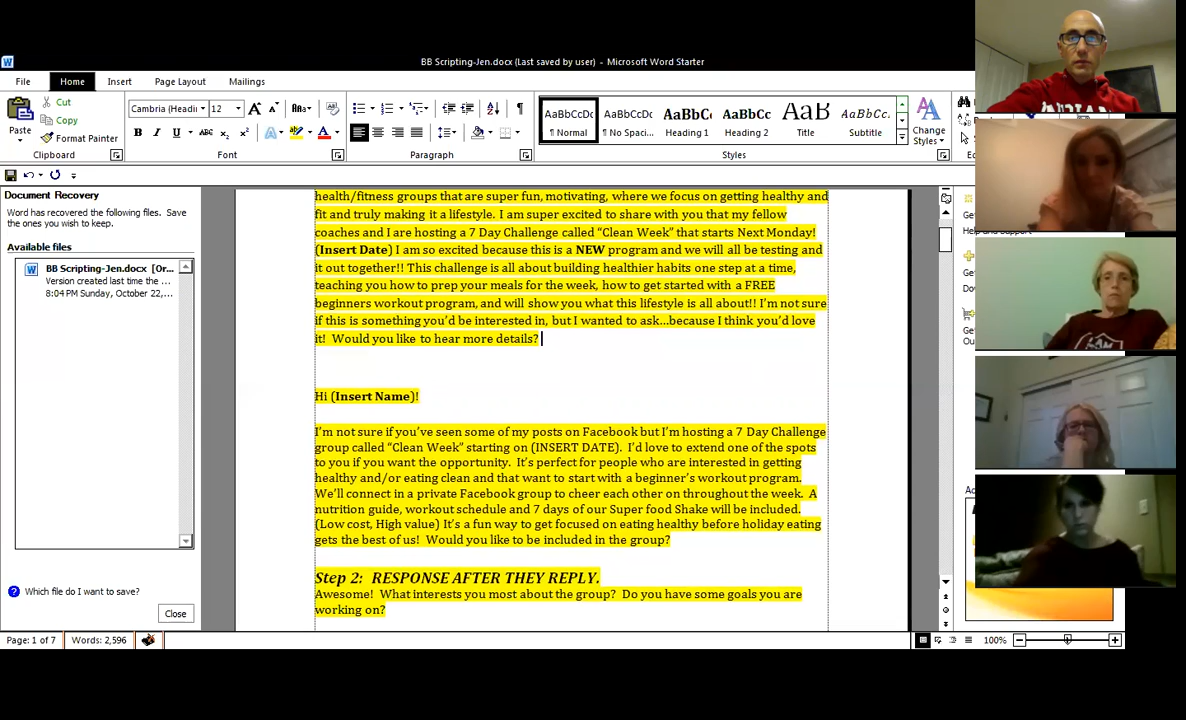 BB Scripting-Jen.docx (Last saved by user) - Microsoft Word Starter
File Home Insert Page Layout Mailings
Paste
Cut
Copy
Format Painter
Clipboard
Cambria (Headi 12
Font
Paragraph
AaBbCcDc AaBbCcDc AaBbC AaBbCc AaB AaBbCc.
¶ Normal ¶ No Spaci... Heading 1 Heading 2 Title Subtitle
Styles
Change
Styles
Document Recovery
Word has recovered the following files. Save
the ones you wish to keep.
Available files
BB Scripting-Jen.docx [Or...
Version created last time the ...
8:04 PM Sunday, October 22,...
Which file do I want to save?
Close
health/fitness groups that are super fun, motivating, where we focus on getting healthy and
fit and truly making it a lifestyle. I am super excited to share with you that my fellow
coaches and I are hosting a 7 Day Challenge called “Clean Week” that starts Next Monday!
(Insert Date) I am so excited because this is a NEW program and we will all be testing and
it out together!! This challenge is all about building healthier habits one step at a time,
teaching you how to prep your meals for the week, how to get started with a FREE
beginners workout program, and will show you what this lifestyle is all about!! I’m not sure
if this is something you’d be interested in, but I wanted to ask...because I think you’d love
it! Would you like to hear more details?
Hi (Insert Name)!
I’m not sure if you’ve seen some of my posts on Facebook but I’m hosting a 7 Day Challenge
group called “Clean Week” starting on (INSERT DATE). I’d love to extend one of the spots
to you if you want the opportunity. It’s perfect for people who are interested in getting
healthy and/or eating clean and that want to start with a beginner’s workout program.
We’ll connect in a private Facebook group to cheer each other on throughout the week. A
nutrition guide, workout schedule and 7 days of our Super food Shake will be included.
(Low cost, High value) It’s a fun way to get focused on eating healthy before holiday eating
gets the best of us! Would you like to be included in the group?
Step 2: RESPONSE AFTER THEY REPLY.
Awesome! What interests you most about the group? Do you have some goals you are
working on?
Page: 1 of 7 Words: 2,596
100%